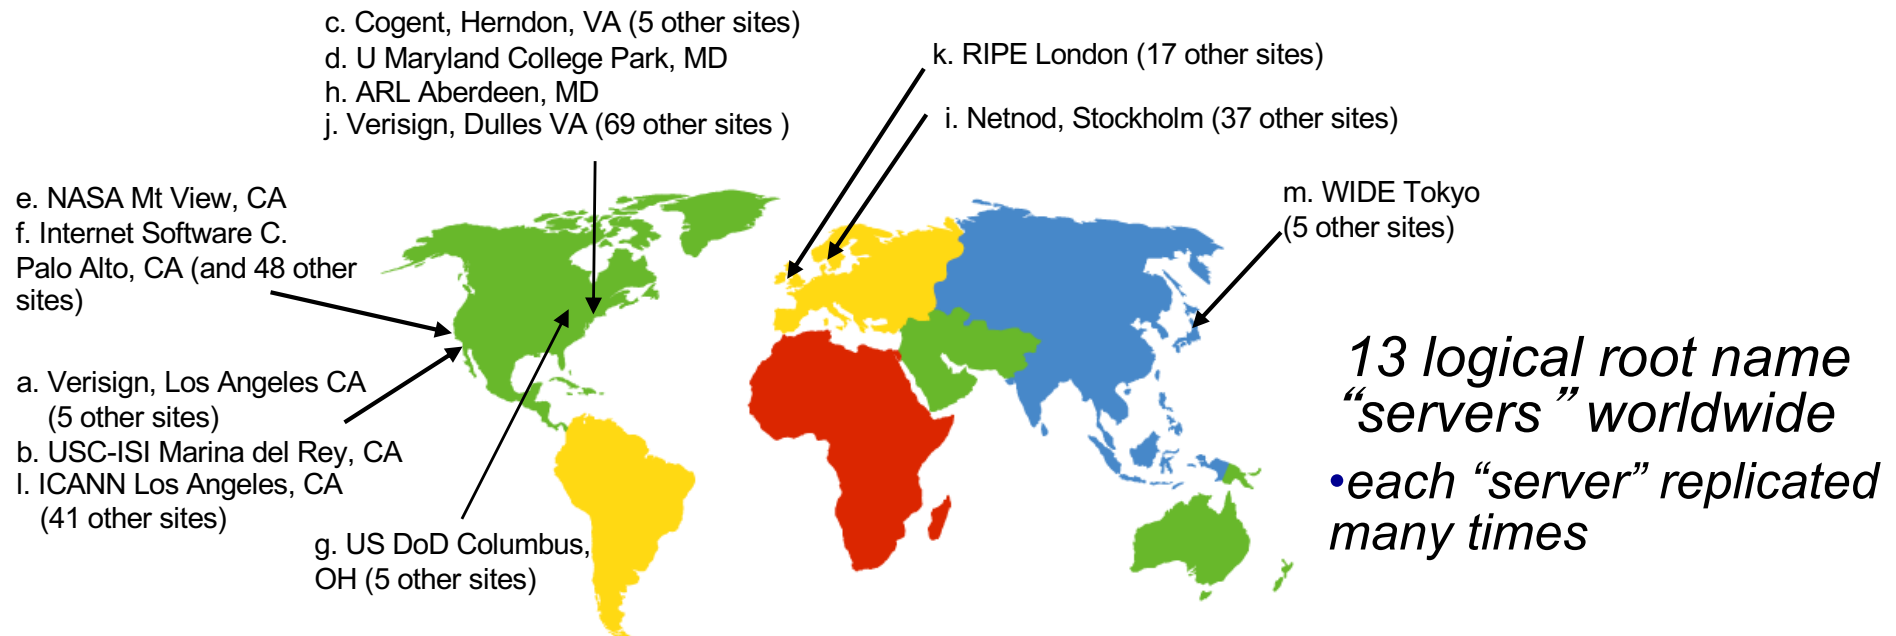 c. Cogent, Herndon, VA (5 other sites)
d. U Maryland College Park, MD
h. ARL Aberdeen, MD
j. Verisign, Dulles VA (69 other sites )
k. RIPE London (17 other sites)
i. Netnod, Stockholm (37 other sites)
e. NASA Mt View, CA
f. Internet Software C.
Palo Alto, CA (and 48 other
sites)
m. WIDE Tokyo
(5 other sites)
a. Verisign, Los Angeles CA
(5 other sites)
b. USC-ISI Marina del Rey, CA
l. ICANN Los Angeles, CA
(41 other sites)
g. US DoD Columbus,
OH (5 other sites)
13 logical root name
“servers” worldwide
•each “server” replicated
many times